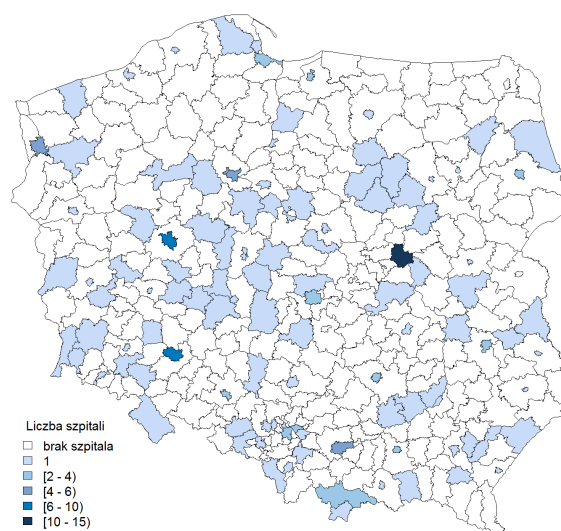 Liczba szpitali
brak szpitala
1
[2 - 4)
[4 - 6)
[6 - 10)
[10 - 15)